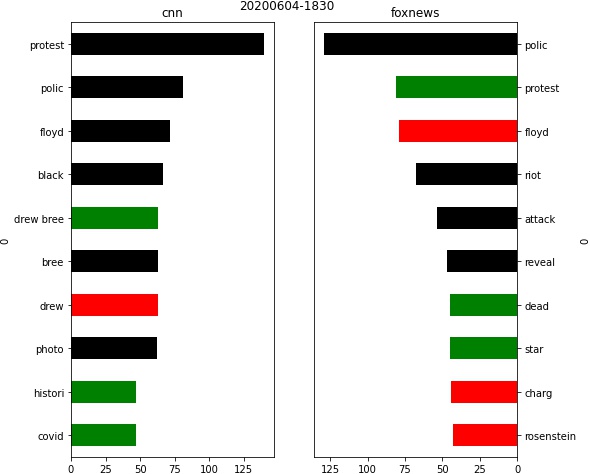 20200604-1830
cnn
foxnews
protest
polic
floyd
black
drew bree
bree
drew
photo
histori
covid
0
0 25 50 75 100 125
polic
protest
floyd
riot
attack
reveal
dead
star
charg
rosenstein
0
125 100 75 50 25 0